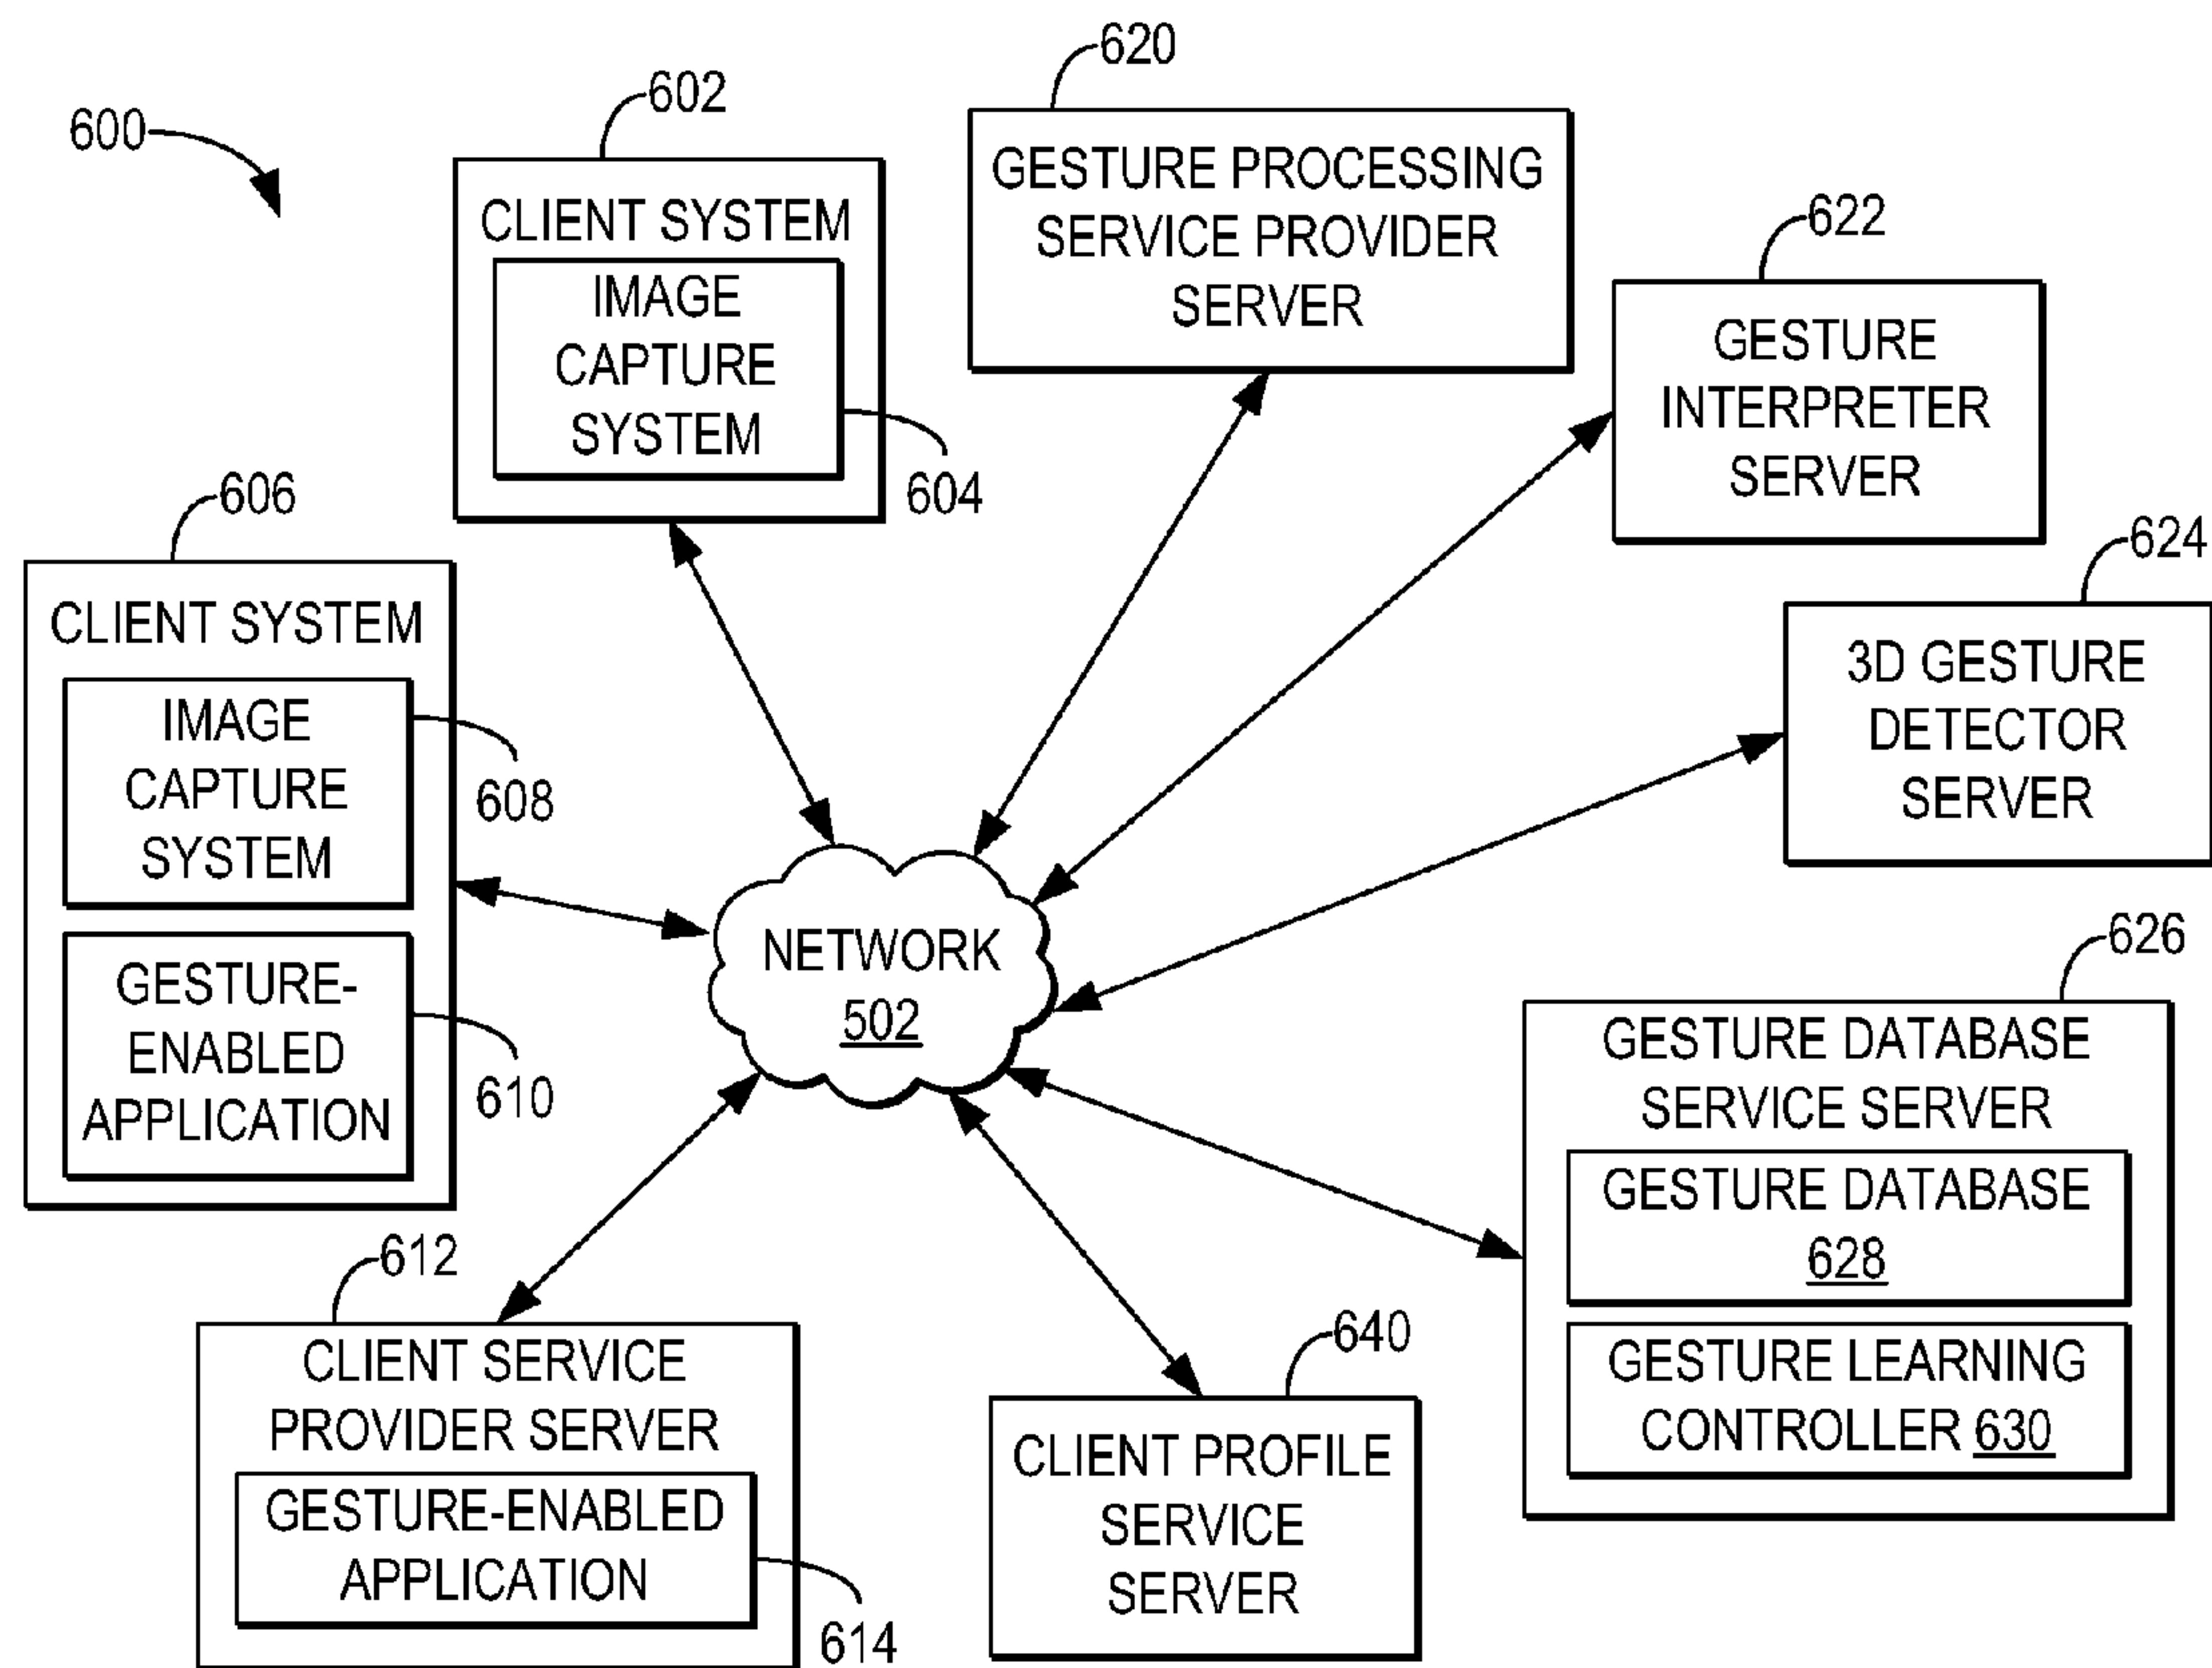 600
602
CLIENT SYSTEM
IMAGE
CAPTURE
SYSTEM
604
620
GESTURE PROCESSING
SERVICE PROVIDER
SERVER
622
GESTURE
INTERPRETER
SERVER
606
CLIENT SYSTEM
IMAGE
CAPTURE
SYSTEM
608
GESTURE-
ENABLED
APPLICATION
610
624
3D GESTURE
DETECTOR
SERVER
NETWORK
502
626
GESTURE DATABASE
SERVICE SERVER
GESTURE DATABASE
628
GESTURE LEARNING
CONTROLLER 630
612
CLIENT SERVICE
PROVIDER SERVER
GESTURE-ENABLED
APPLICATION
614
640
CLIENT PROFILE
SERVICE
SERVER